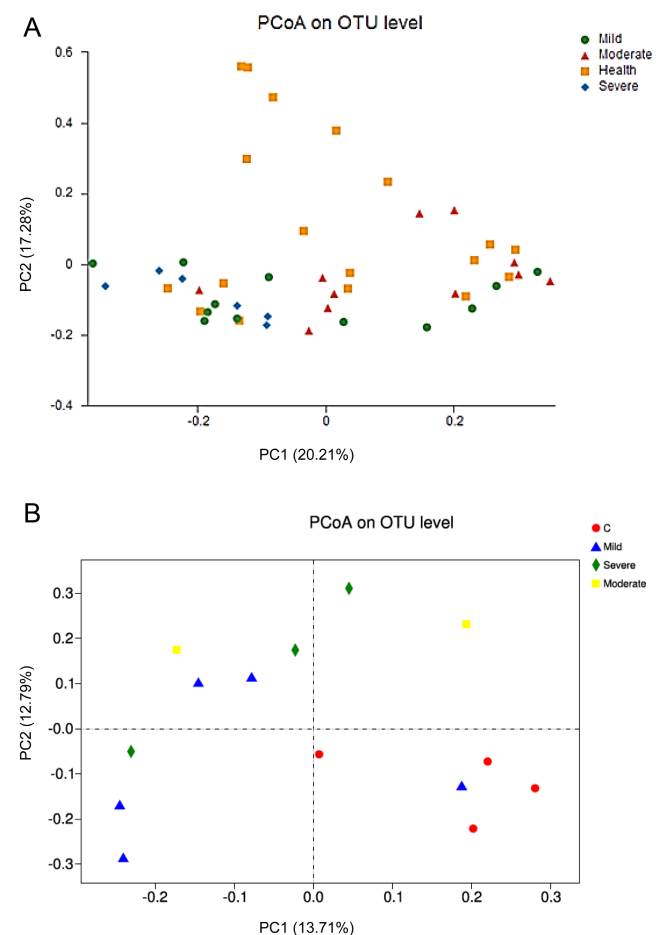 A
PCoA on OTU level
Mild
Moderate
Health
Severe
0.6
0.4
0.2
0
-0.2
-0.4
PC2 (17.28%)
-0.2
0
0.2
PC1 (20.21%)
B
PCoA on OTU level
C
Mild
Severe
Moderate
0.3
0.2
0.1
-0.0
-0.1
-0.2
-0.3
PC2 (12.79%)
-0.2
-0.1
0.0
0.1
0.2
0.3
PC1 (13.71%)